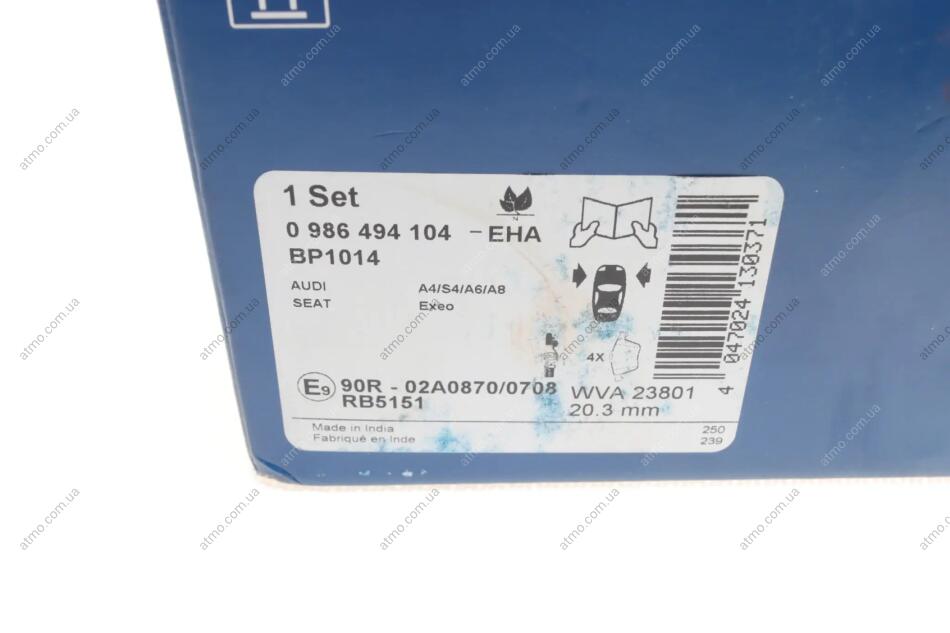 1 Set
0 986 494 104 - EHA
N
BP1014
AUDI A4/S4/A6/A8
SEAT Exeo
4X
E9 90R - 02A0870/0708 WVA 23801
RB5151 20.3 mm
Made in India 250
Fabriqué en Inde 239
4 047024 130371
atmo.com.ua